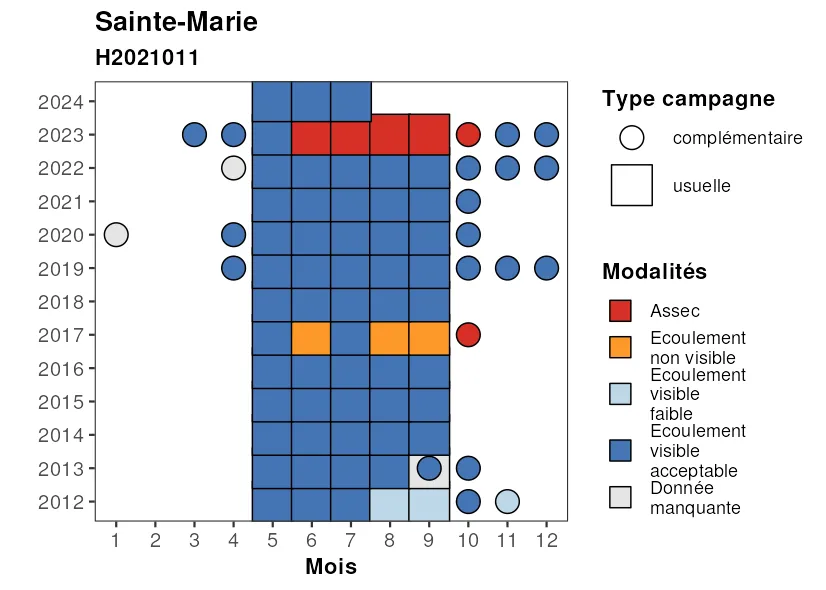 Sainte-Marie
H2021011
2024
2023
2022
2021
2020
2019
2018
2017
2016
2015
2014
2013
2012
1 2 3 4 5 6 7 8 9 10 11 12
Mois
Type campagne
complémentaire
usuelle
Modalités
Assec
Ecoulement
non visible
Ecoulement
visible
faible
Ecoulement
visible
acceptable
Donnée
manquante